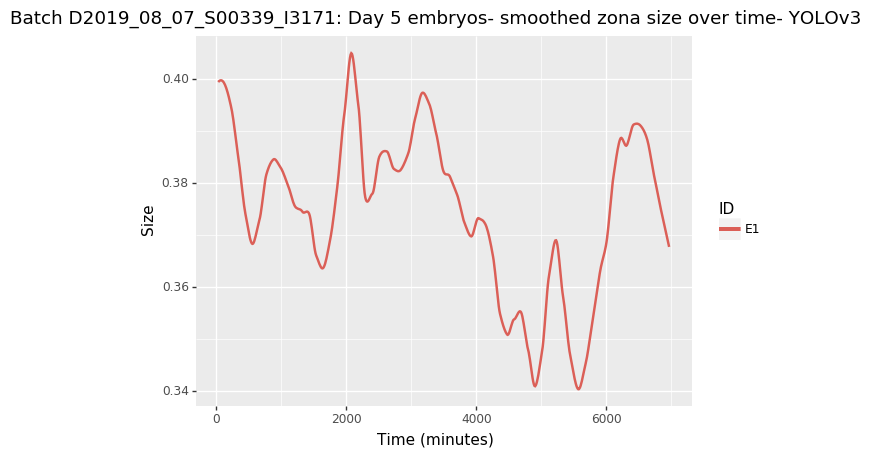 Batch D2019_08_07_S00339_I3171: Day 5 embryos- smoothed zona size over time- YOLOv3
0.40
0.38
0.36
0.34
Size
0 2000 4000 6000
Time (minutes)
ID
E1